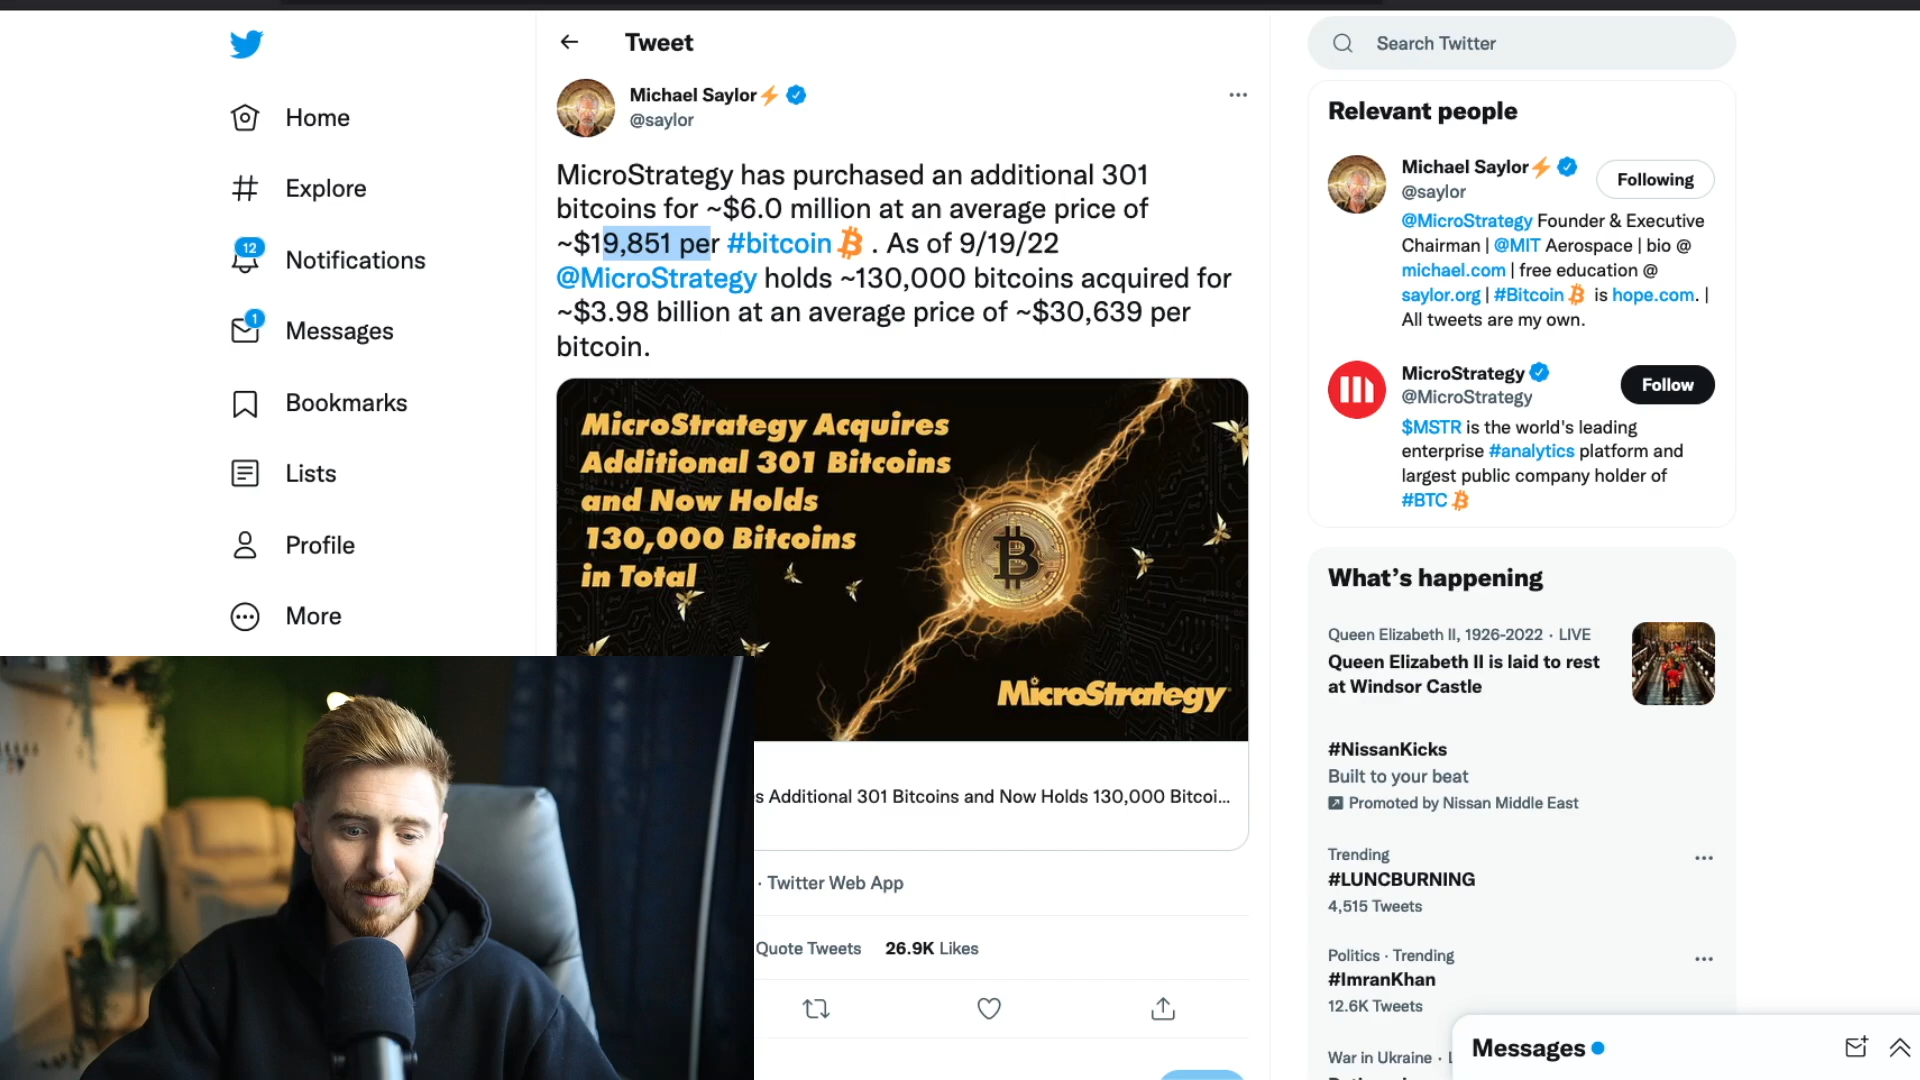 Tweet
Search Twitter
Michael Saylor⚡
@saylor
MicroStrategy has purchased an additional 301
bitcoins for ~$6.0 million at an average price of
~$19,851 per #bitcoin . As of 9/19/22
@MicroStrategy holds ~130,000 bitcoins acquired for
~$3.98 billion at an average price of ~$30,639 per
bitcoin.
MicroStrategy Acquires
Additional 301 Bitcoins
and Now Holds
130,000 Bitcoins
in Total
MicroStrategy
s Additional 301 Bitcoins and Now Holds 130,000 Bitcoi...
· Twitter Web App
Quote Tweets 26.9K Likes
Home
Explore
12
Notifications
1
Messages
Bookmarks
Lists
Profile
More
Relevant people
Michael Saylor⚡
@saylor
Following
@MicroStrategy Founder & Executive
Chairman | @MIT Aerospace | bio @
michael.com | free education @
saylor.org | #Bitcoin is hope.com. |
All tweets are my own.
MicroStrategy
@MicroStrategy
Follow
$MSTR is the world's leading
enterprise #analytics platform and
largest public company holder of
#BTC
What's happening
Queen Elizabeth II, 1926-2022 · LIVE
Queen Elizabeth II is laid to rest
at Windsor Castle
#NissanKicks
Built to your beat
Promoted by Nissan Middle East
Trending
#LUNCBURNING
4,515 Tweets
Politics · Trending
#ImranKhan
12.6K Tweets
War in Ukraine ·
Messages